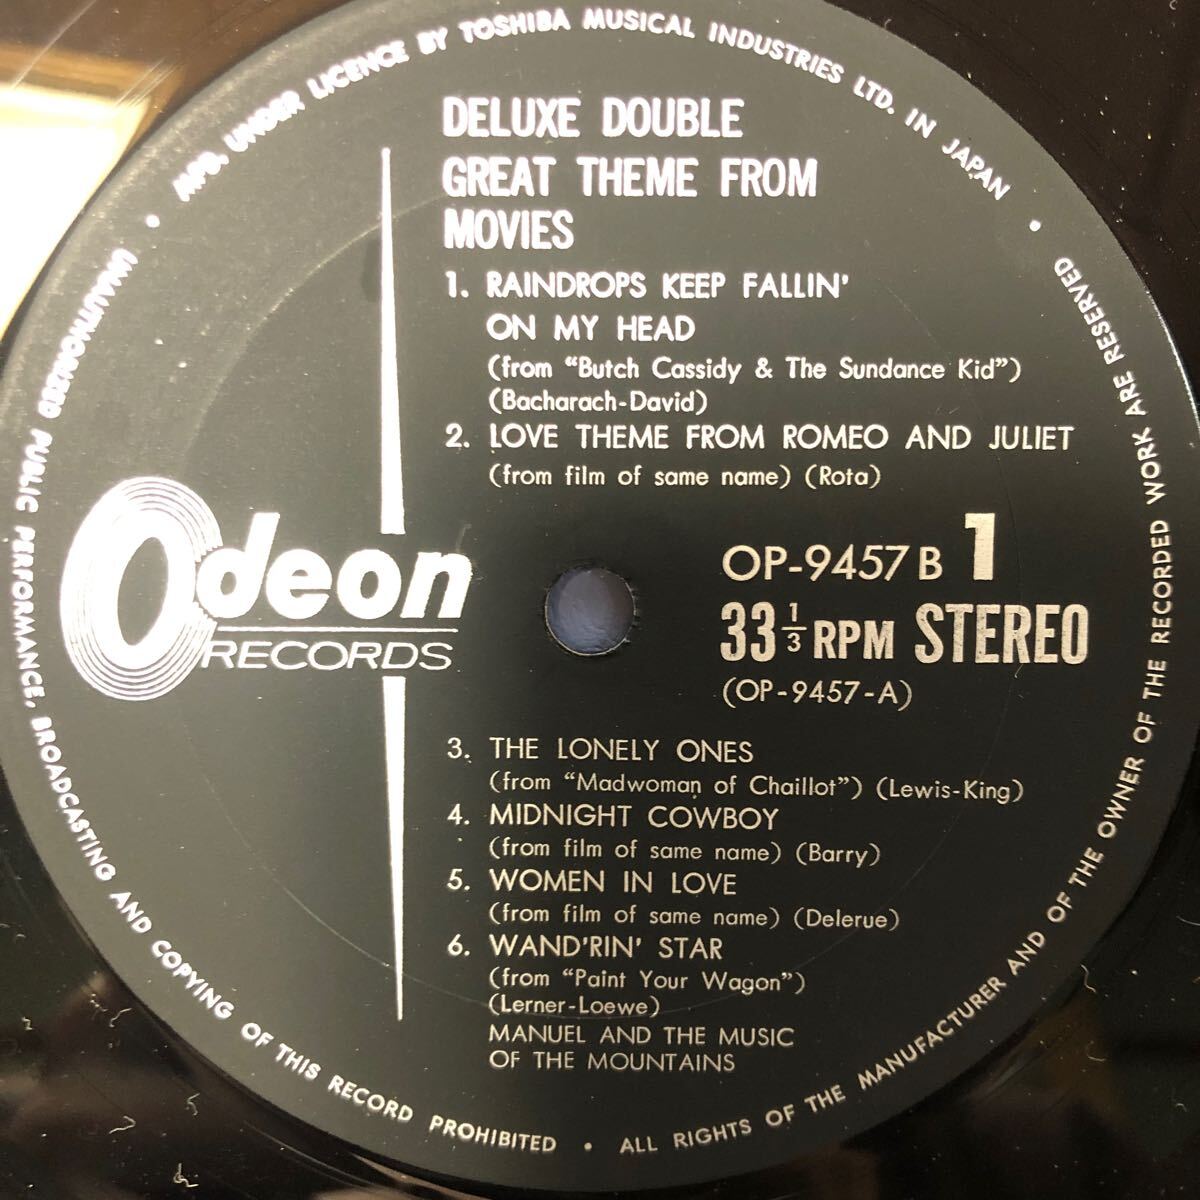 MFD. UNDER LICENCE BY TOSHIBA MUSICAL INDUSTRIES LTD. IN JAPAN •
DELUXE DOUBLE
GREAT THEME FROM
MOVIES
1. RAINDROPS KEEP FALLIN'
ON MY HEAD
(from "Butch Cassidy & The Sundance Kid")
(Bacharach-David)
2. LOVE THEME FROM ROMEO AND JULIET
(from film of same name) (Rota)
Odeon
RECORDS
OP-9457 B 1
33 1/3 RPM STEREO
(OP-9457-A)
3. THE LONELY ONES
(from "Madwoman of Chaillot") (Lewis-King)
4. MIDNIGHT COWBOY
(from film of same name) (Barry)
5. WOMEN IN LOVE
(from film of same name) (Delerue)
6. WAND'RIN' STAR
(from "Paint Your Wagon")
(Lerner-Loewe)
MANUEL AND THE MUSIC
OF THE MOUNTAINS
UNAUTHORIZED PUBLIC PERFORMANCE, BROADCASTING AND COPYING OF THIS RECORD PROHIBITED • ALL RIGHTS OF THE MANUFACTURER AND OF THE OWNER OF THE RECORDED WORK ARE RESERVED •